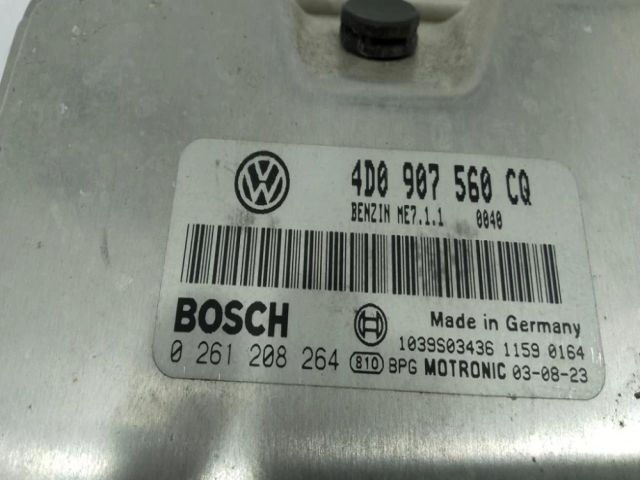 4D0 907 560 CQ
BENZIN ME7.1.1 0040
BOSCH
Made in Germany
1039S03436 1159 0164
0 261 208 264 810 BPG MOTRONIC 03-08-23